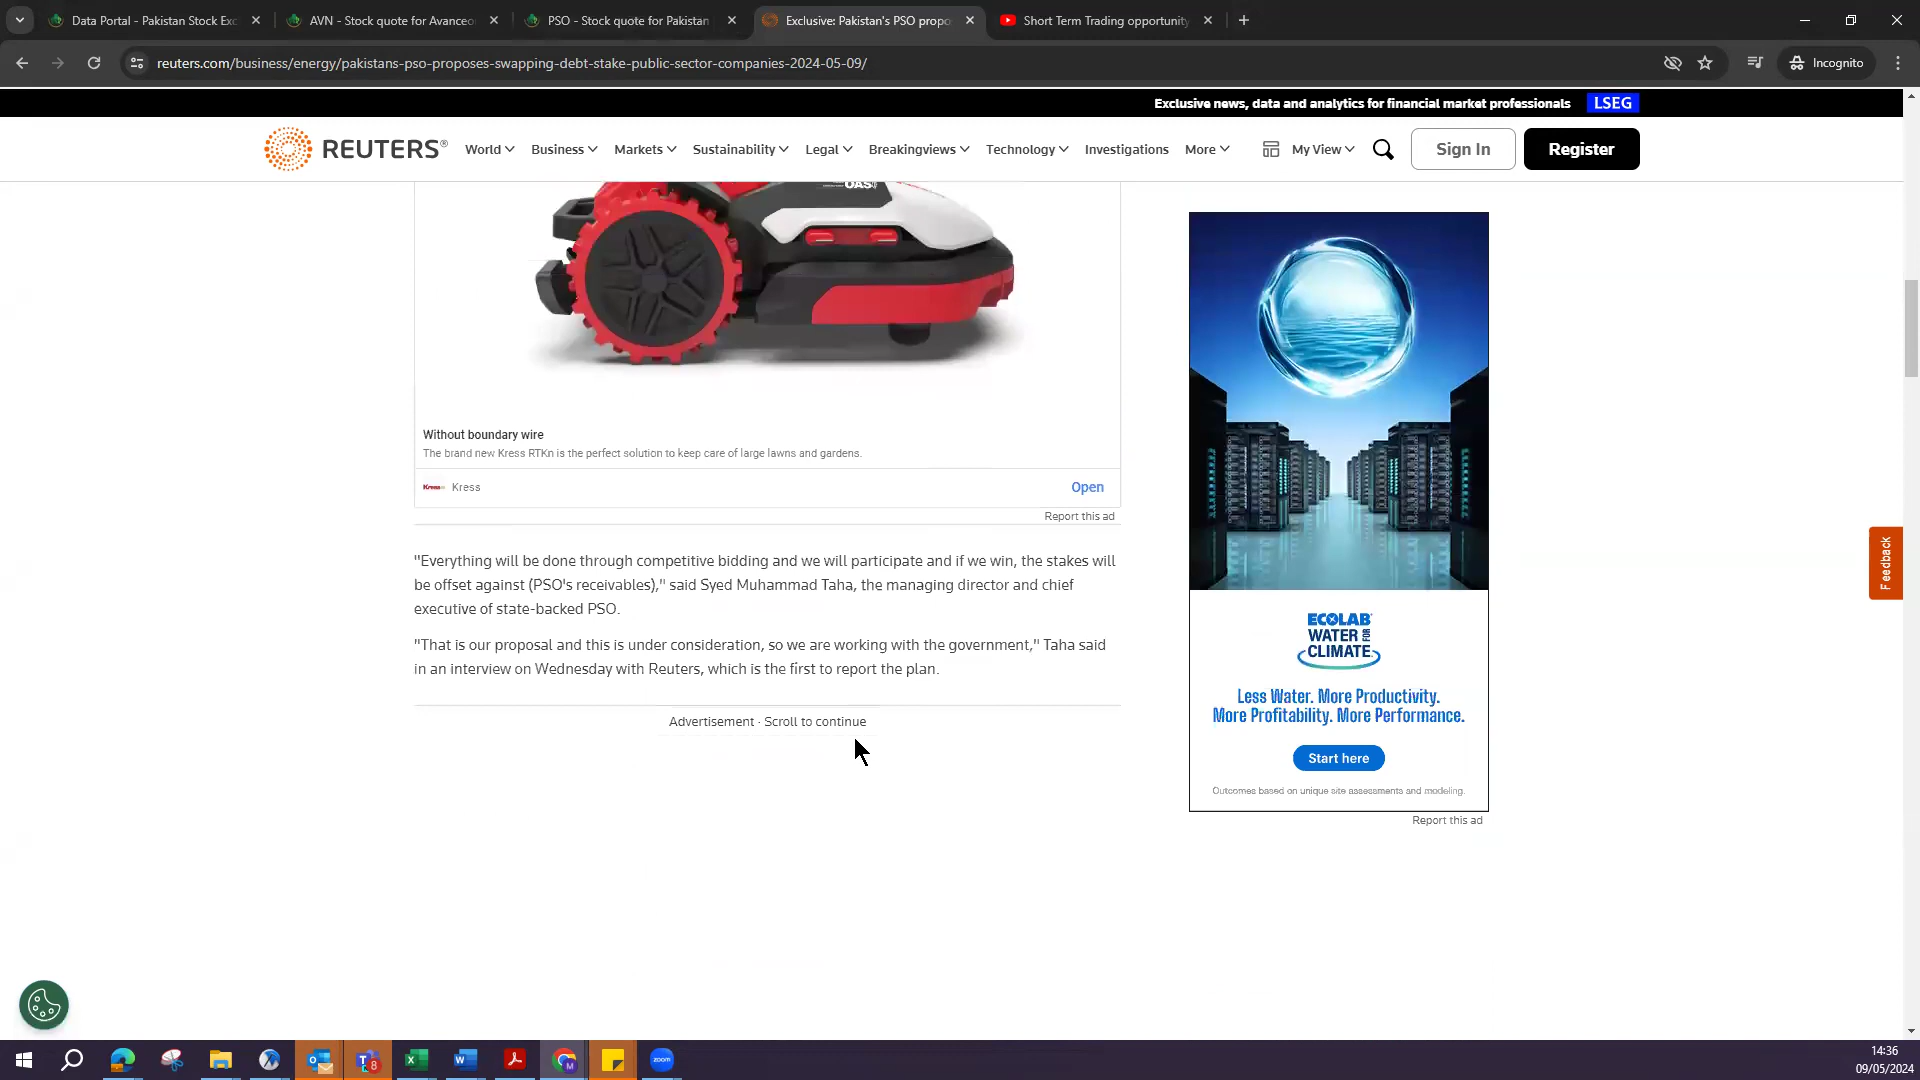 Data Portal - Pakistan Stock Exc
AVN - Stock quote for Avanceo
PSO - Stock quote for Pakistan
Exclusive: Pakistan's PSO propo
Short Term Trading opportunity
reuters.com/business/energy/pakistans-pso-proposes-swapping-debt-stake-public-sector-companies-2024-05-09/
Incognito
Exclusive news, data and analytics for financial market professionals LSEG
REUTERS®
World
Business
Markets
Sustainability
Legal
Breakingviews
Technology
Investigations
More
My View
Sign In
Register
OAS
Without boundary wire
The brand new Kress RTKn is the perfect solution to keep care of large lawns and gardens.
Kress
Kress
Open
Report this ad
"Everything will be done through competitive bidding and we will participate and if we win, the stakes will
be offset against (PSO's receivables)," said Syed Muhammad Taha, the managing director and chief
executive of state-backed PSO.
"That is our proposal and this is under consideration, so we are working with the government," Taha said
in an interview on Wednesday with Reuters, which is the first to report the plan.
Advertisement · Scroll to continue
ECOLAB
WATER FOR
CLIMATE
Less Water. More Productivity.
More Profitability. More Performance.
Start here
Outcomes based on unique site assessments and modeling.
Report this ad
Feedback
8
M
zoom
14:36
09/05/2024